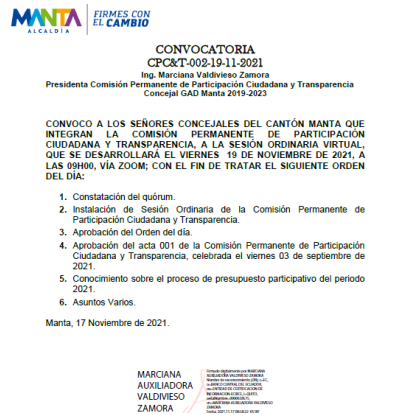 MANTA
ALCALDÍA
FIRMES CON
EL CAMBIO
CONVOCATORIA
CPC&T-002-19-11-2021
Ing. Marciana Valdivieso Zamora
Presidenta Comisión Permanente de Participación Ciudadana y Transparencia
Concejal GAD Manta 2019-2023
CONVOCO A LOS SEÑORES CONCEJALES DEL CANTÓN MANTA QUE
INTEGRAN LA COMISIÓN PERMANENTE DE PARTICIPACIÓN
CIUDADANA Y TRANSPARENCIA, A LA SESIÓN ORDINARIA VIRTUAL,
QUE SE DESARROLLARÁ EL VIERNES 19 DE NOVIEMBRE DE 2021, A
LAS 09H00, VÍA ZOOM; CON EL FIN DE TRATAR EL SIGUIENTE ORDEN
DEL DÍA:
1. Constatación del quórum.
2. Instalación de Sesión Ordinaria de la Comisión Permanente de
Participación Ciudadana y Transparencia.
3. Aprobación del Orden del día.
4. Aprobación del acta 001 de la Comisión Permanente de Participación
Ciudadana y Transparencia, celebrada el viernes 03 de septiembre de
2021.
5. Conocimiento sobre el proceso de presupuesto participativo del periodo
2021.
6. Asuntos Varios.
Manta, 17 Noviembre de 2021.
MARCIANA
AUXILIADORA
VALDIVIESO
ZAMORA
Firmado digitalmente por MARCIANA
AUXILIADORA VALDIVIESO
ZAMORA